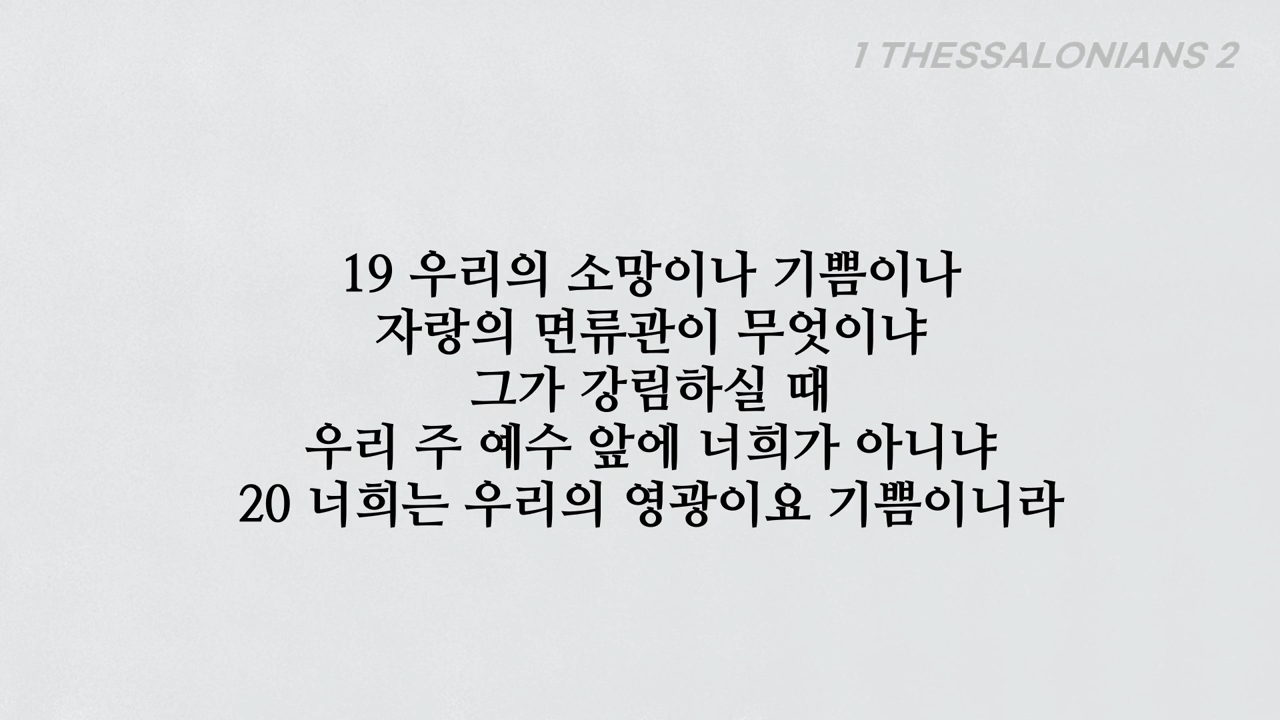 1 THESSALONIANS 2
19 우리의 소망이나 기쁨이나
자랑의 면류관이 무엇이냐
그가 강림하실 때
우리 주 예수 앞에 너희가 아니냐
20 너희는 우리의 영광이요 기쁨이니라